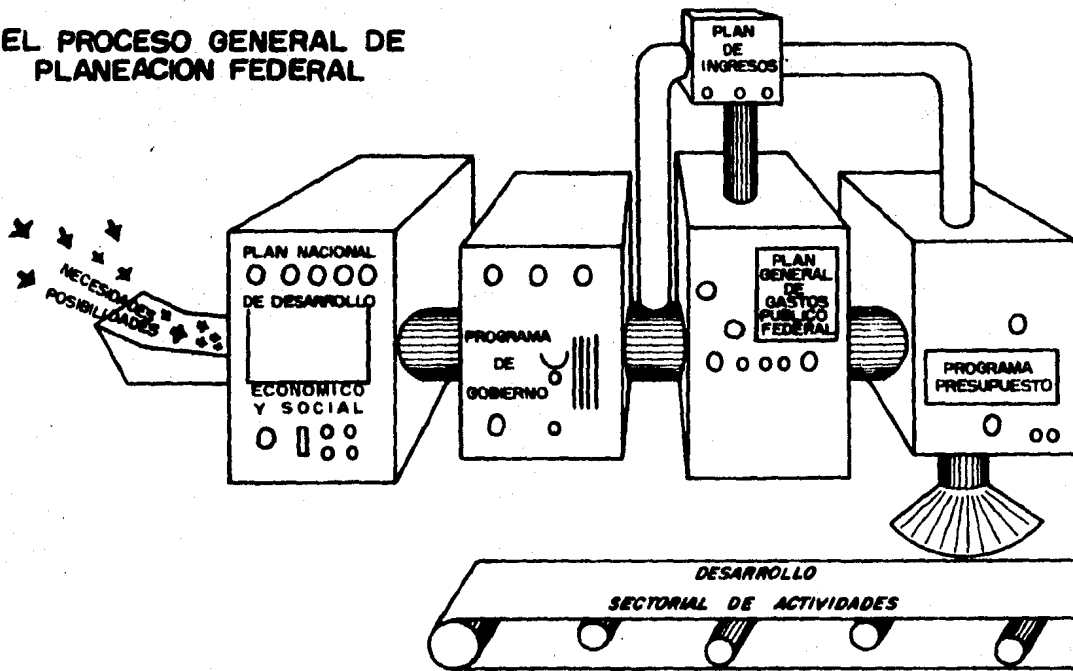 EL PROCESO GENERAL DE
PLANEACION FEDERAL
NECESIDADES
POSIBILIDADES
PLAN NACIONAL
DE DESARROLLO
ECONOMICO
Y SOCIAL
PROGRAMA
DE
GOBIERNO
PLAN
DE
INGRESOS
PLAN
GENERAL
DE
GASTOS
PUBLICO
FEDERAL
PROGRAMA
PRESUPUESTO
DESARROLLO
SECTORIAL DE ACTIVIDADES